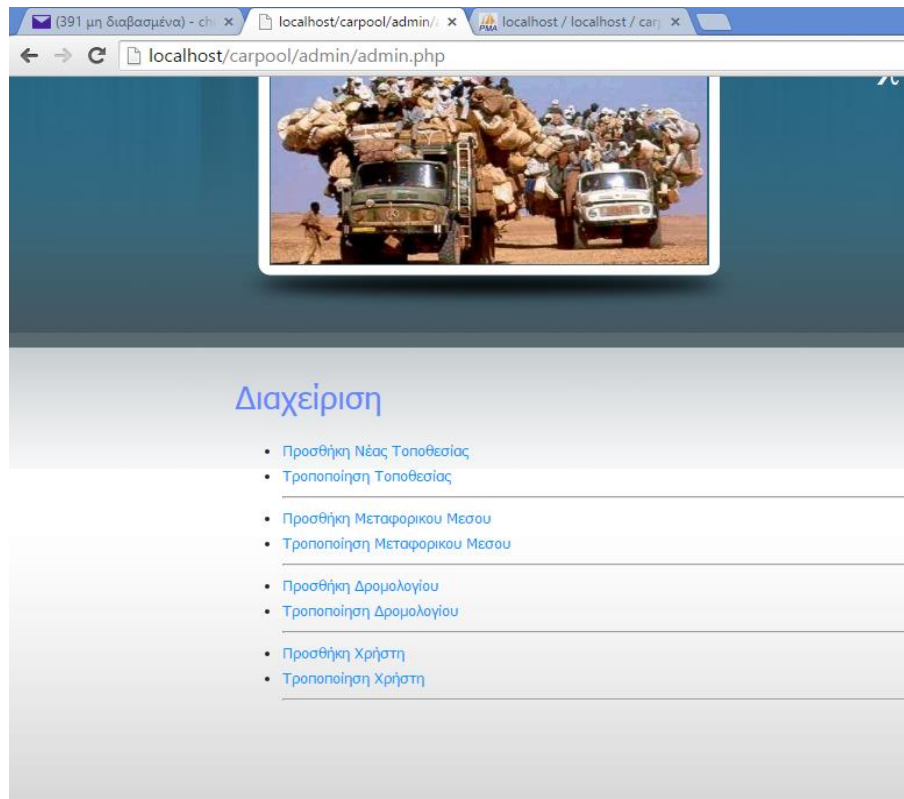 (391 μη διαβασμένα) - ch
localhost/carpool/admin/
PMA localhost / localhost / car
localhost/carpool/admin/admin.php
Διαχείριση
• Προσθήκη Νέας Τοποθεσίας
• Τροποποίηση Τοποθεσίας
• Προσθήκη Μεταφορικου Μεσου
• Τροποποίηση Μεταφορικου Μεσου
• Προσθήκη Δρομολογίου
• Τροποποίηση Δρομολογίου
• Προσθήκη Χρήστη
• Τροποποίηση Χρήστη